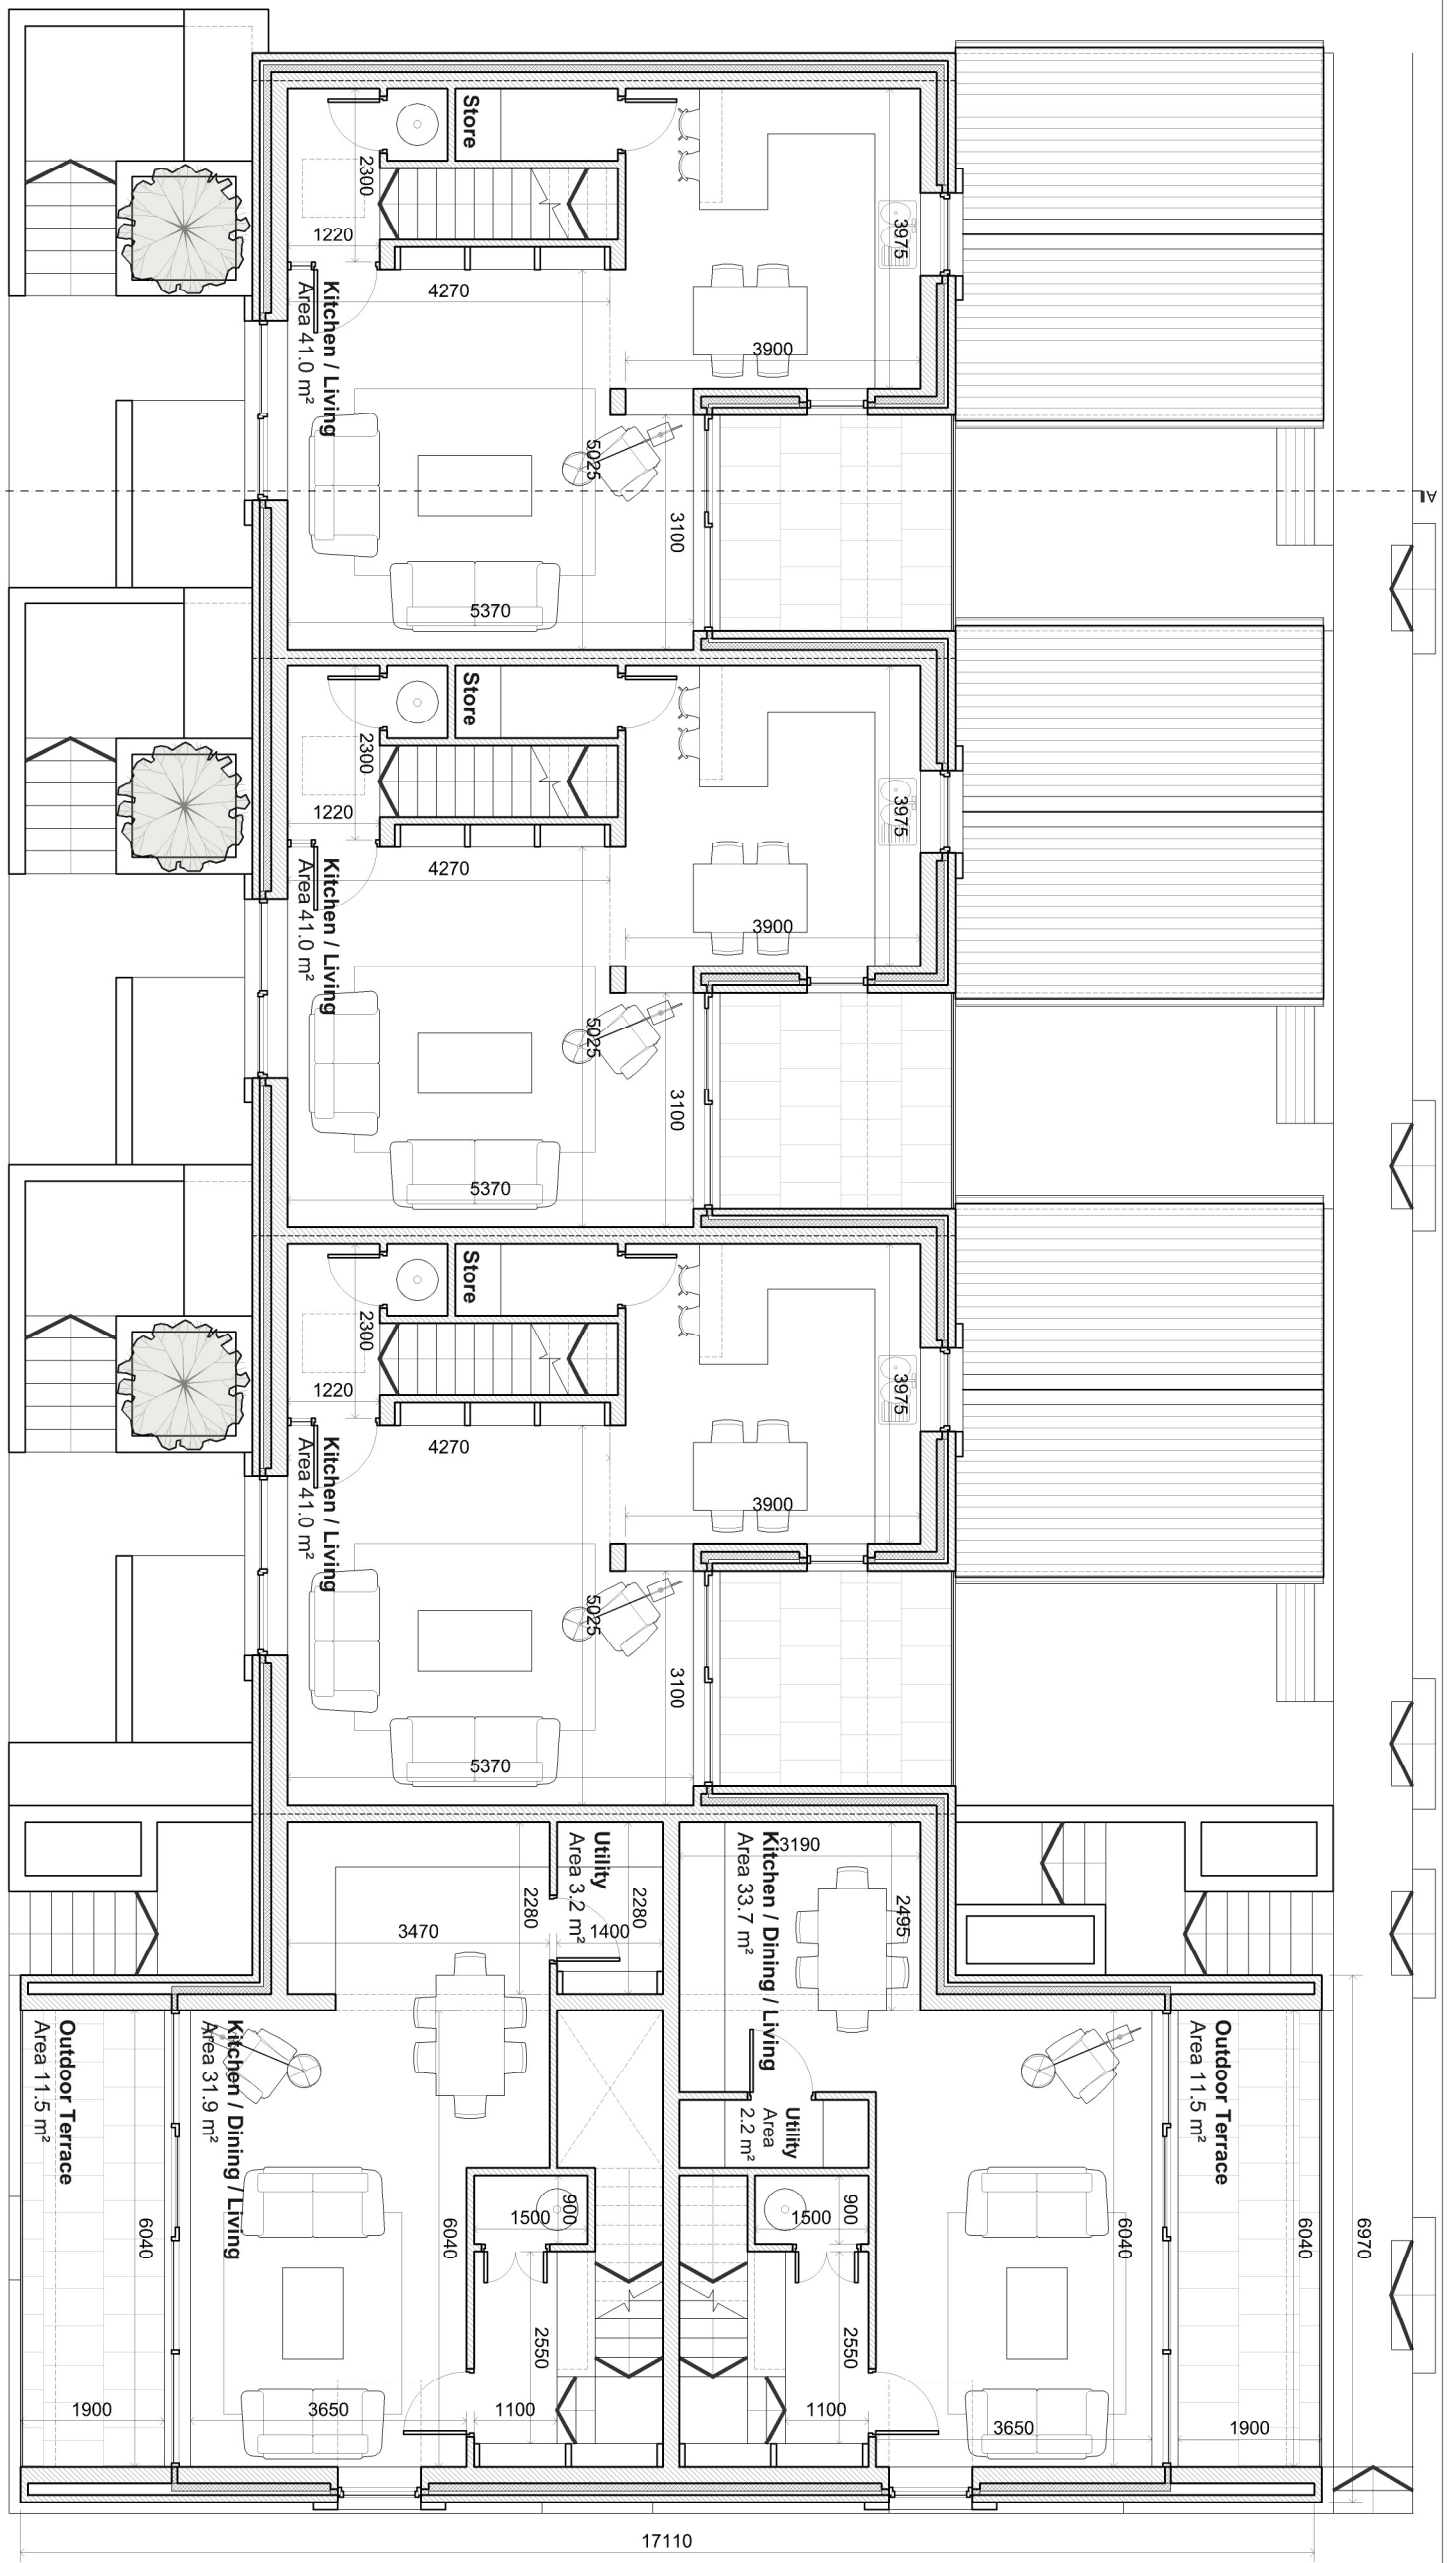 Store
2300
1220
3975
4270
Kitchen / Living
Area 41.0 m²
3900
5025
3100
5370
AL
Store
2300
1220
3975
4270
Kitchen / Living
Area 41.0 m²
3900
5025
3100
5370
Store
2300
1220
3975
4270
Kitchen / Living
Area 41.0 m²
3900
5025
3100
5370
Utility
Area 3.2 m²
2280
2280
3470
1400
3190
Kitchen / Dining / Living
Area 33.7 m²
2495
Outdoor Terrace
Area 11.5 m²
Kitchen / Dining / Living
Area 31.9 m²
Utility
Area
2.2 m²
Outdoor Terrace
Area 11.5 m²
900
1500
900
1500
6040
6040
6040
6040
6970
2550
2550
1900
3650
1100
1100
3650
1900
17110